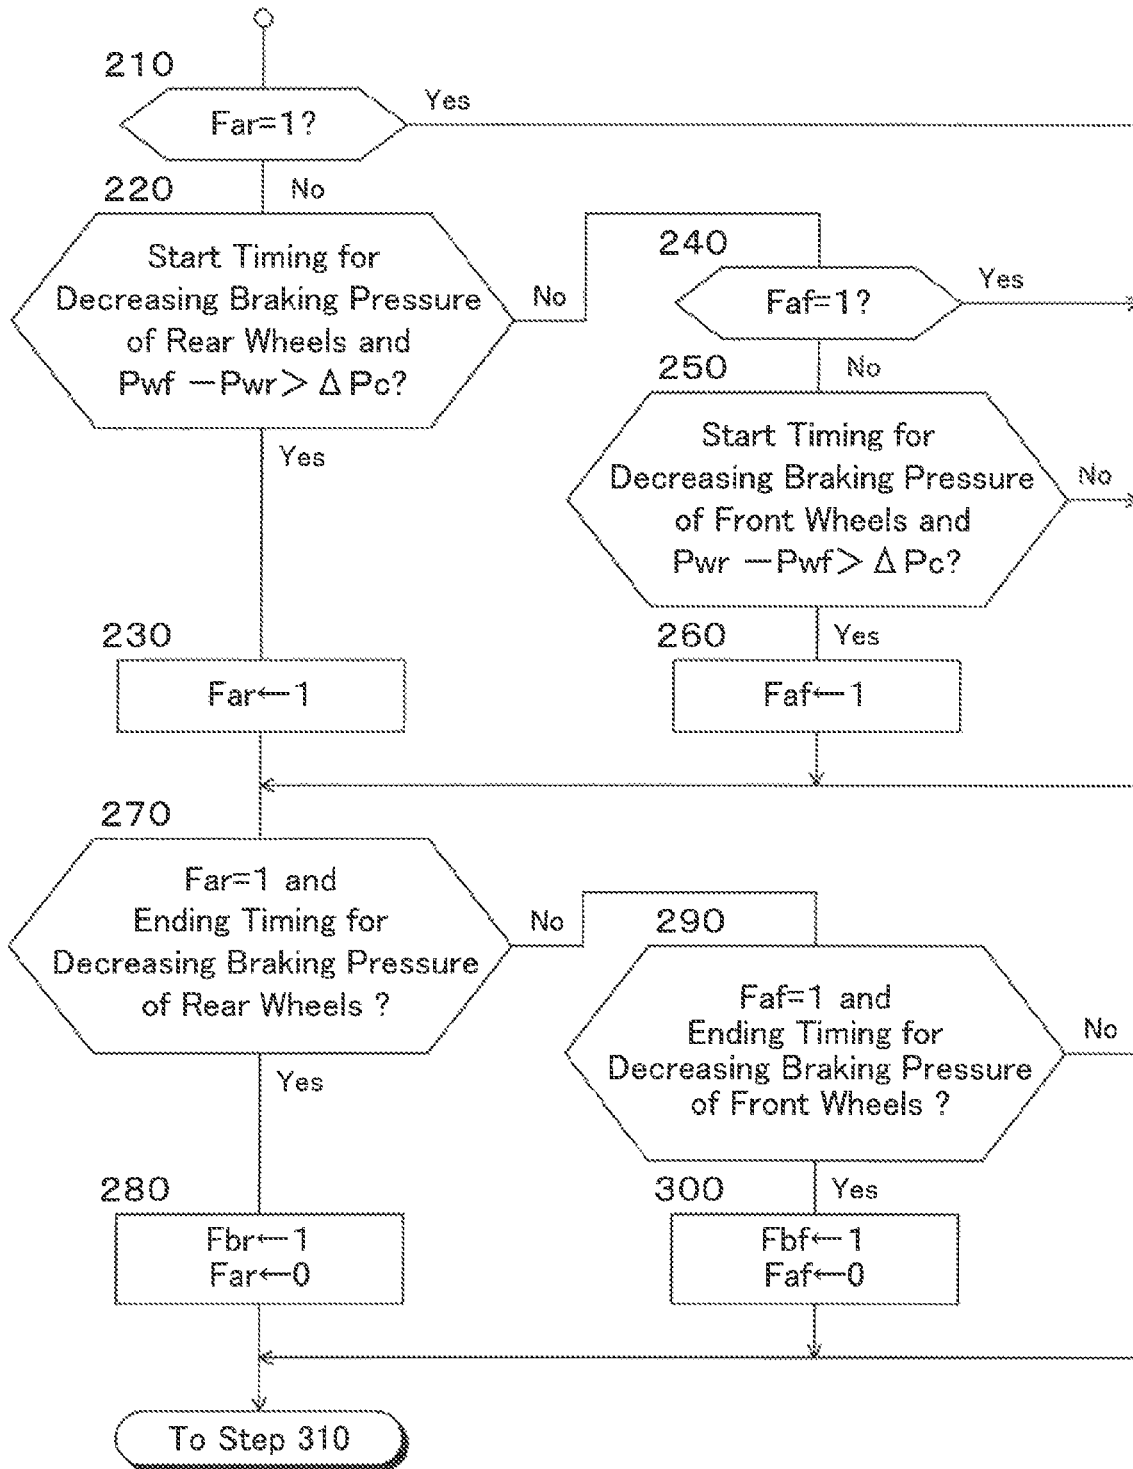 210
Far=1?
Yes
No
220
Start Timing for
Decreasing Braking Pressure
of Rear Wheels and
Pwf －Pwr＞Δ Pc?
No
Yes
240
Faf=1?
Yes
No
250
Start Timing for
Decreasing Braking Pressure
of Front Wheels and
Pwr －Pwf＞Δ Pc?
No
Yes
230
Far←1
260
Faf←1
270
Far=1 and
Ending Timing for
Decreasing Braking Pressure
of Rear Wheels ?
No
Yes
290
Faf=1 and
Ending Timing for
Decreasing Braking Pressure
of Front Wheels ?
No
Yes
280
Fbr←1
Far←0
300
Fbf←1
Faf←0
To Step 310